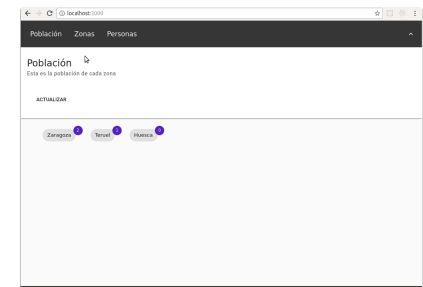 localhost:3000
Población Zonas Personas
Población
Esta es la población de cada zona
ACTUALIZAR
Zaragoza 2 Teruel 2 Huesca 0